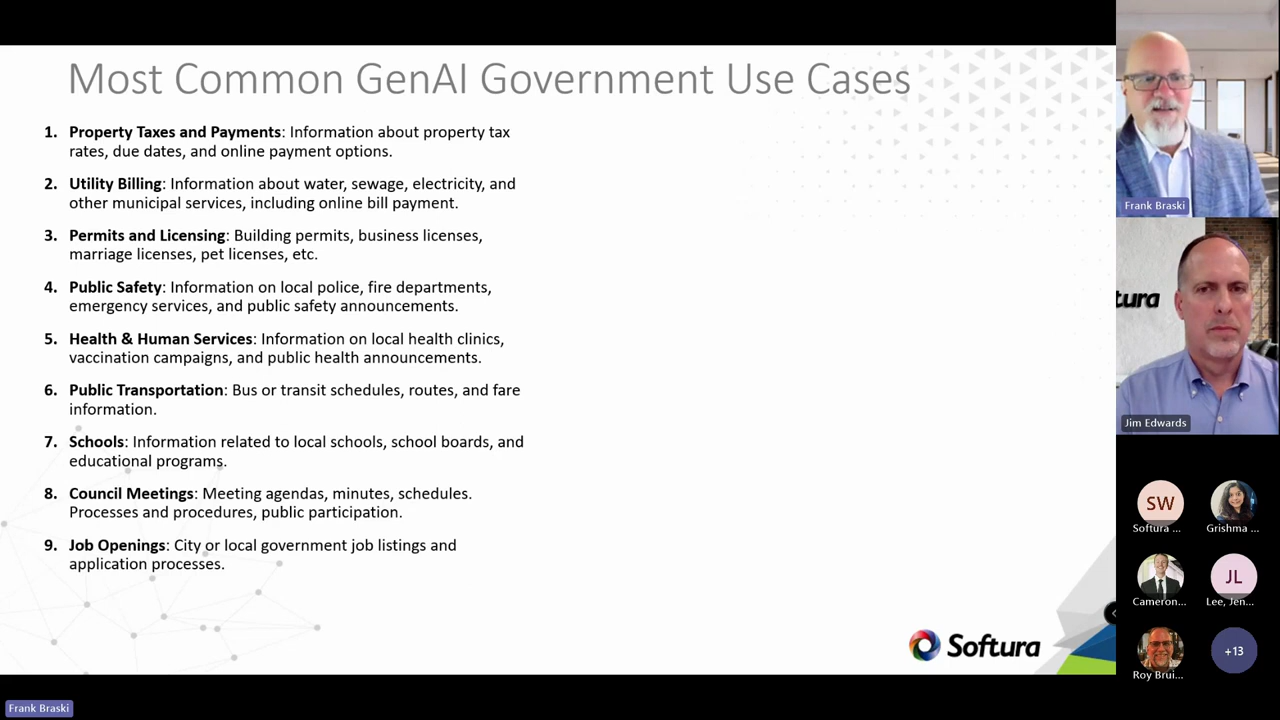 Most Common GenAI Government Use Cases
1. Property Taxes and Payments: Information about property tax
rates, due dates, and online payment options.
2. Utility Billing: Information about water, sewage, electricity, and
other municipal services, including online bill payment.
3. Permits and Licensing: Building permits, business licenses,
marriage licenses, pet licenses, etc.
4. Public Safety: Information on local police, fire departments,
emergency services, and public safety announcements.
5. Health & Human Services: Information on local health clinics,
vaccination campaigns, and public health announcements.
6. Public Transportation: Bus or transit schedules, routes, and fare
information.
7. Schools: Information related to local schools, school boards, and
educational programs.
8. Council Meetings: Meeting agendas, minutes, schedules.
Processes and procedures, public participation.
9. Job Openings: City or local government job listings and
application processes.
Softura
Frank Braski
tura
Jim Edwards
SW
Softura ...
Grishma ...
Cameron...
JL
Lee, Jen...
Roy Brui...
+13
Frank Braski